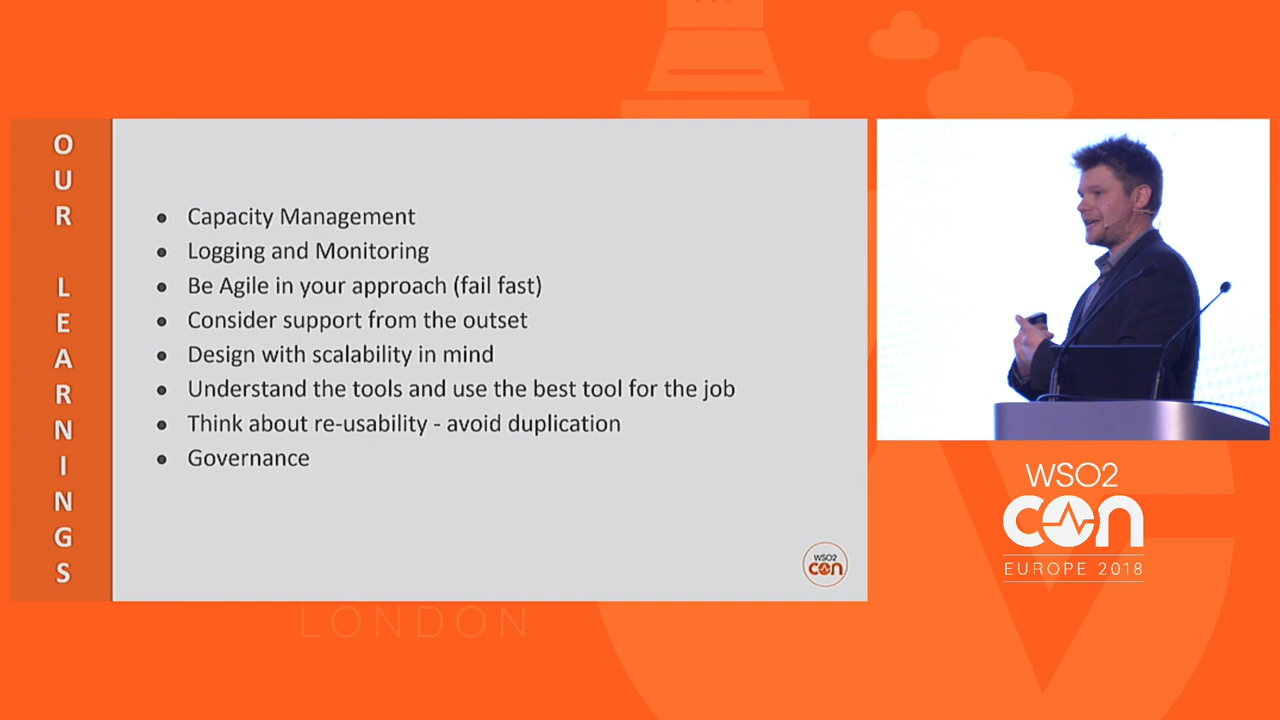 OUR LEARNINGS
Capacity Management
Logging and Monitoring
Be Agile in your approach (fail fast)
Consider support from the outset
Design with scalability in mind
Understand the tools and use the best tool for the job
Think about re-usability - avoid duplication
Governance
WSO2
con
WSO2
con
EUROPE 2018
LONDON